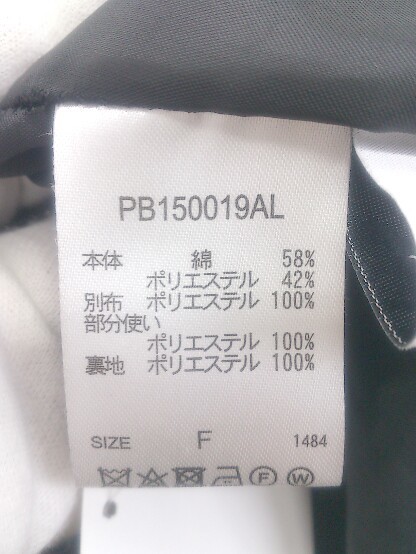 PB150019AL
本体 綿 58%
ポリエステル 42%
別布 ポリエステル 100%
部分使い
ポリエステル 100%
裏地 ポリエステル 100%
SIZE F 1484
F W